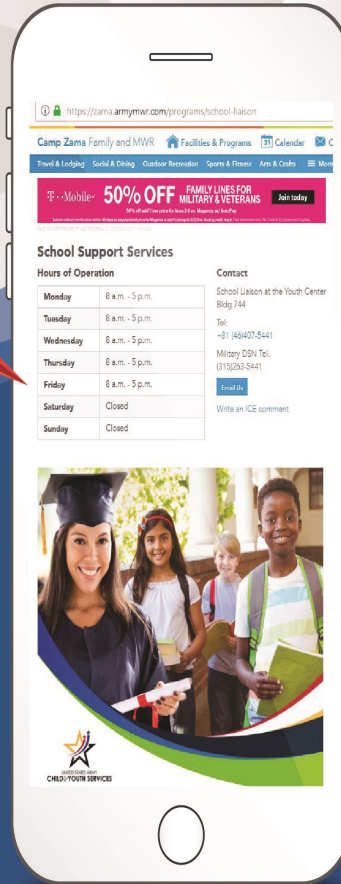 https://zama.armymwr.com/programs/school-liaison
Camp Zama Family and MWR Facilities & Programs 31 Calendar C
Travel & Lodging Social & Dining Outdoor Recreation Sports & Fitness Arts & Crafts More
T-Mobile 50% OFF FAMILY LINES FOR MILITARY & VETERANS Join today
School Support Services
Hours of Operation
Monday 8 a.m. - 5 p.m.
Tuesday 8 a.m. - 5 p.m.
Wednesday 8 a.m. - 5 p.m.
Thursday 8 a.m. - 5 p.m.
Friday 8 a.m. - 5 p.m.
Saturday Closed
Sunday Closed
Contact
School Liaison at the Youth Center
Bldg 744
Tel:
+81 (46)407-5441
Military DSN Tel:
(315)263-5441
Email Us
Write an ICE comment
UNITED STATES ARMY
CHILD & YOUTH SERVICES